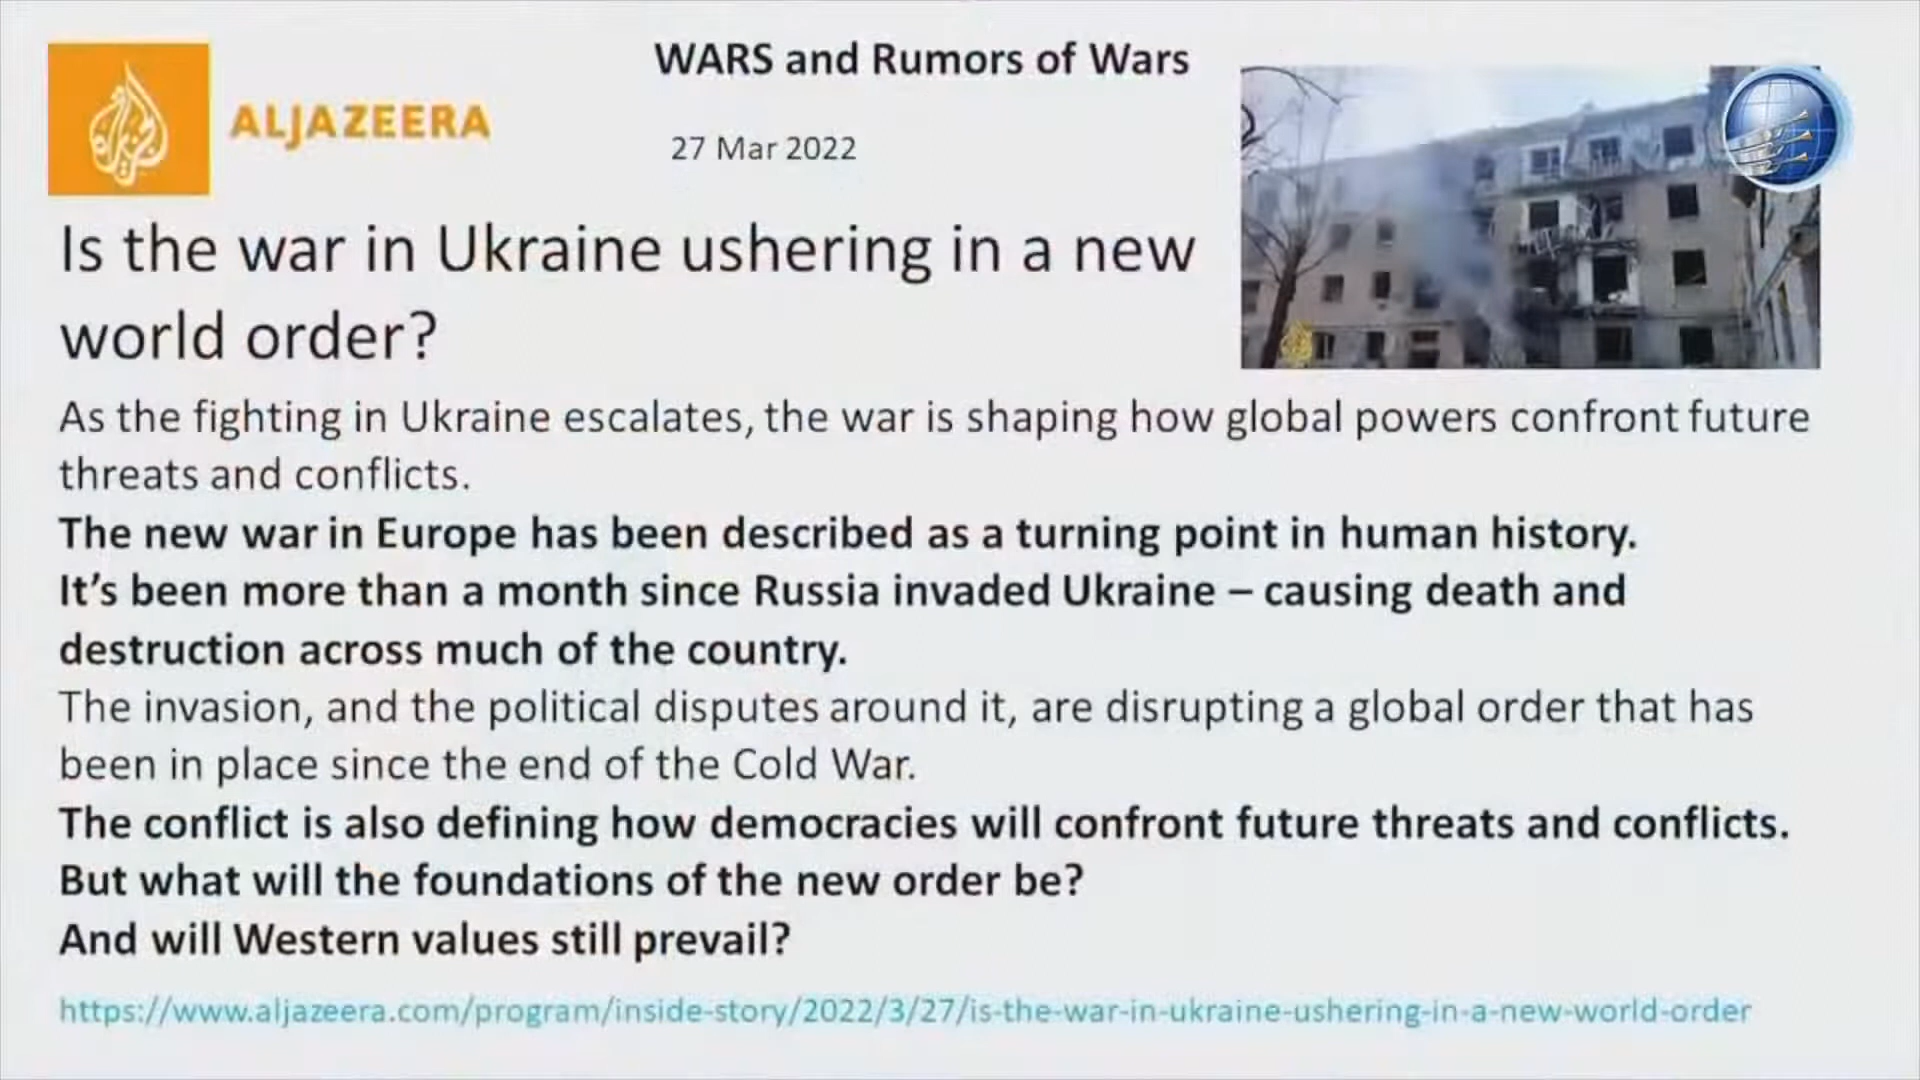 WARS and Rumors of Wars
ALJAZEERA
27 Mar 2022
Is the war in Ukraine ushering in a new
world order?
As the fighting in Ukraine escalates, the war is shaping how global powers confront future
threats and conflicts.
The new war in Europe has been described as a turning point in human history.
It’s been more than a month since Russia invaded Ukraine – causing death and
destruction across much of the country.
The invasion, and the political disputes around it, are disrupting a global order that has
been in place since the end of the Cold War.
The conflict is also defining how democracies will confront future threats and conflicts.
But what will the foundations of the new order be?
And will Western values still prevail?
https://www.aljazeera.com/program/inside-story/2022/3/27/is-the-war-in-ukraine-ushering-in-a-new-world-order